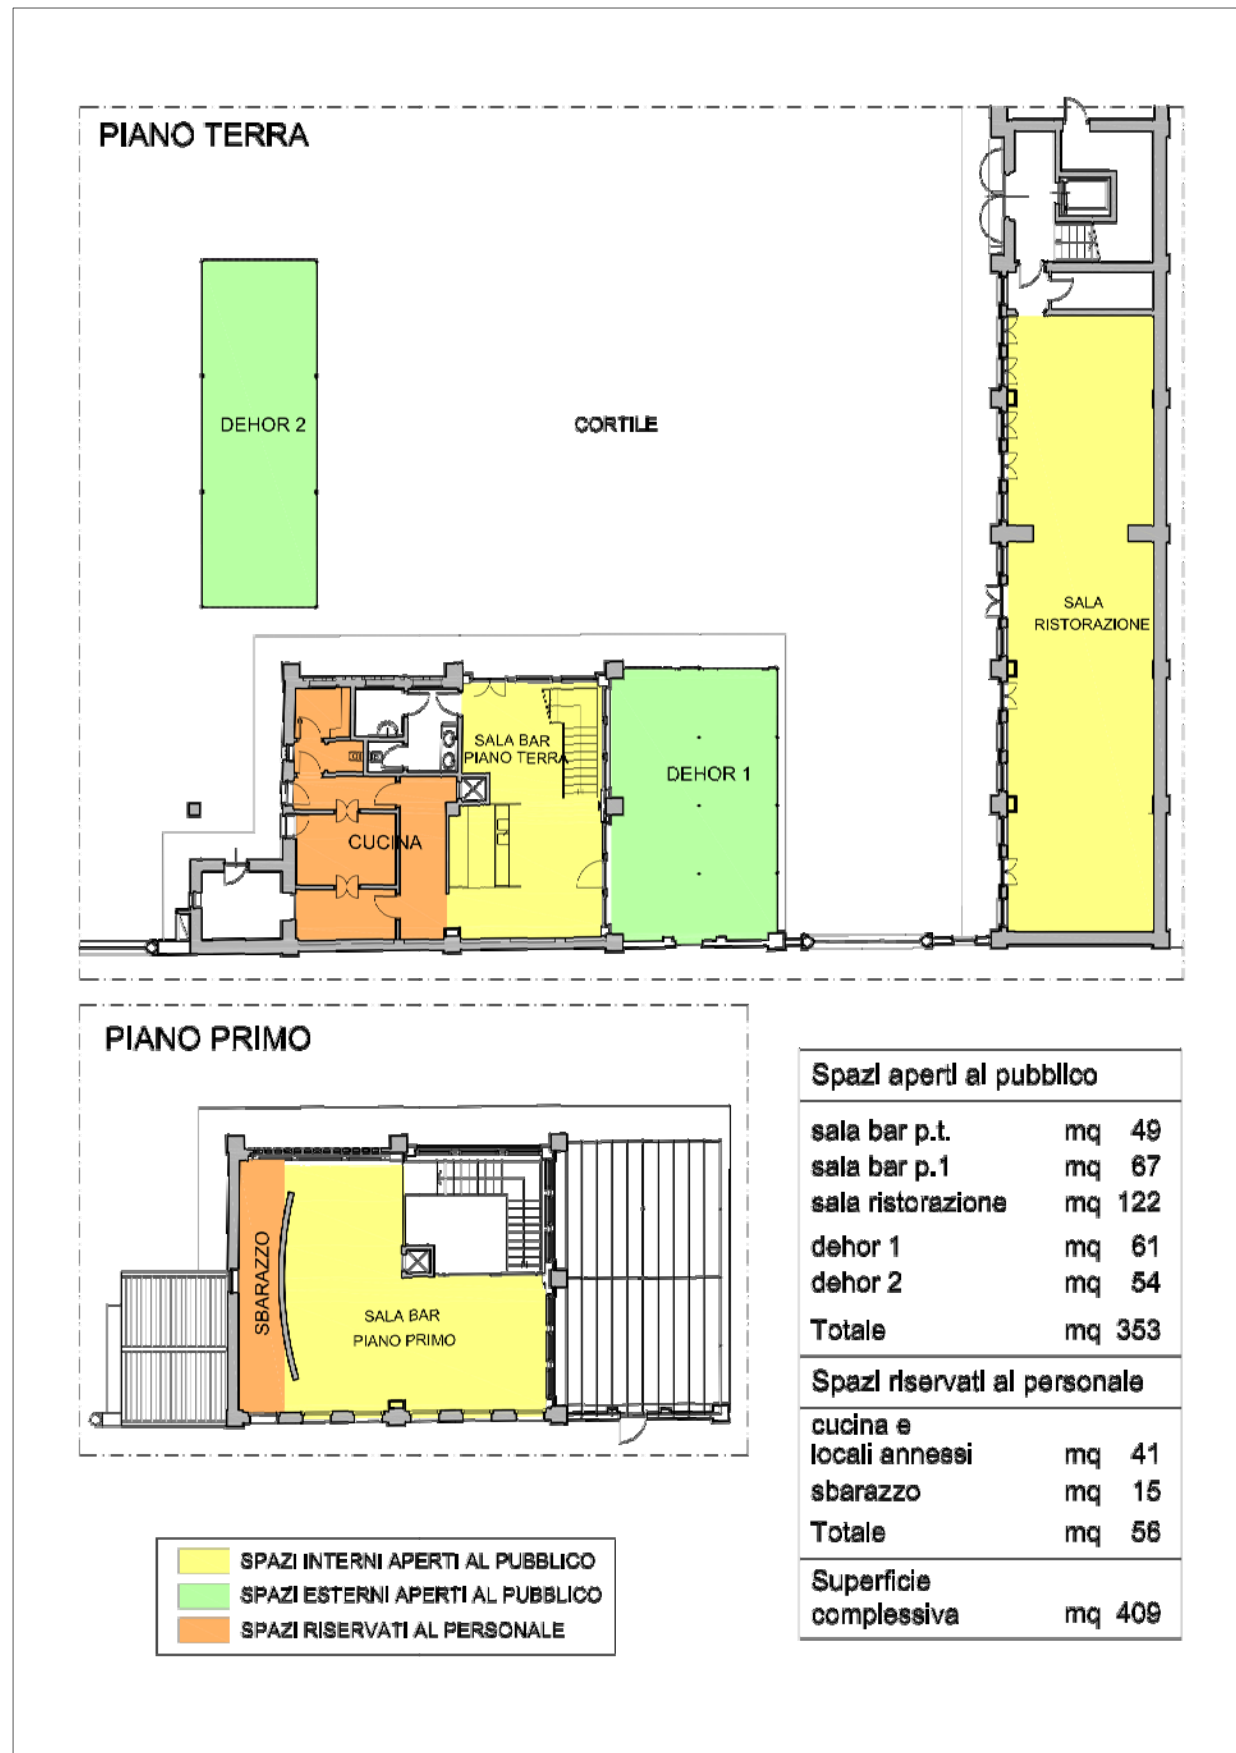 PIANO TERRA
DEHOR 2
CORTILE
SALA
RISTORAZIONE
SALA BAR
PIANO TERRA
DEHOR 1
CUCINA
PIANO PRIMO
SBARAZZO
SALA BAR
PIANO PRIMO
Spazi aperti al pubblico
sala bar p.t. mq 49
sala bar p.1 mq 67
sala ristorazione mq 122
dehor 1 mq 61
dehor 2 mq 54
Totale mq 353
Spazi riservati al personale
cucina e
locali annessi mq 41
sbarazzo mq 15
Totale mq 56
Superficie
complessiva mq 409
SPAZI INTERNI APERTI AL PUBBLICO
SPAZI ESTERNI APERTI AL PUBBLICO
SPAZI RISERVATI AL PERSONALE